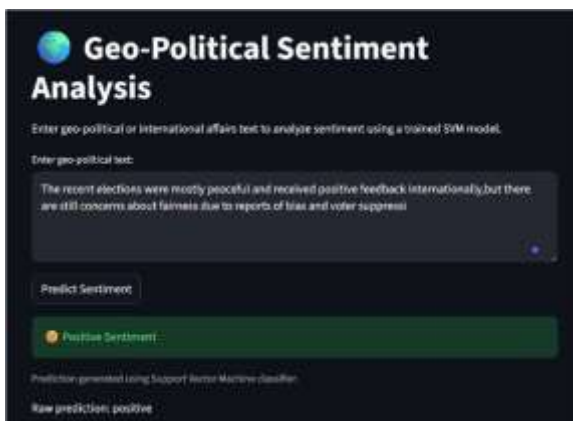 Geo-Political Sentiment
Analysis
Enter geo-political or international affairs text to analyze sentiment using a trained SVM model.
Enter geo-political text:
The recent elections were mostly peaceful and received positive feedback internationally,but there
are still concerns about fairness due to reports of bias and voter suppressi
Predict Sentiment
Positive Sentiment
Prediction generated using Support Vector Machine classifier.
Raw prediction: positive